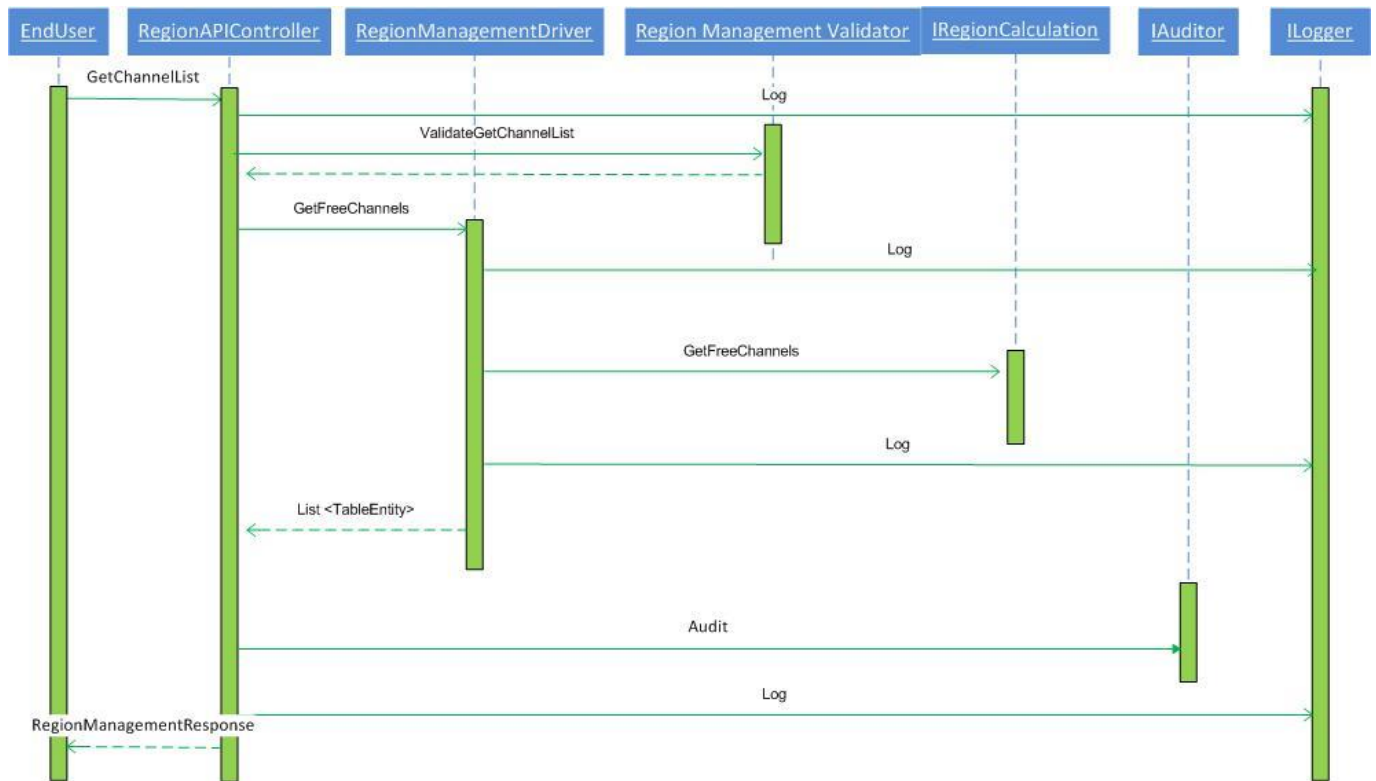 EndUser
RegionAPIController
RegionManagementDriver
Region Management Validator
IRegionCalculation
IAuditor
ILogger
GetChannelList
Log
ValidateGetChannelList
GetFreeChannels
Log
GetFreeChannels
Log
List <TableEntity>
Audit
Log
RegionManagementResponse